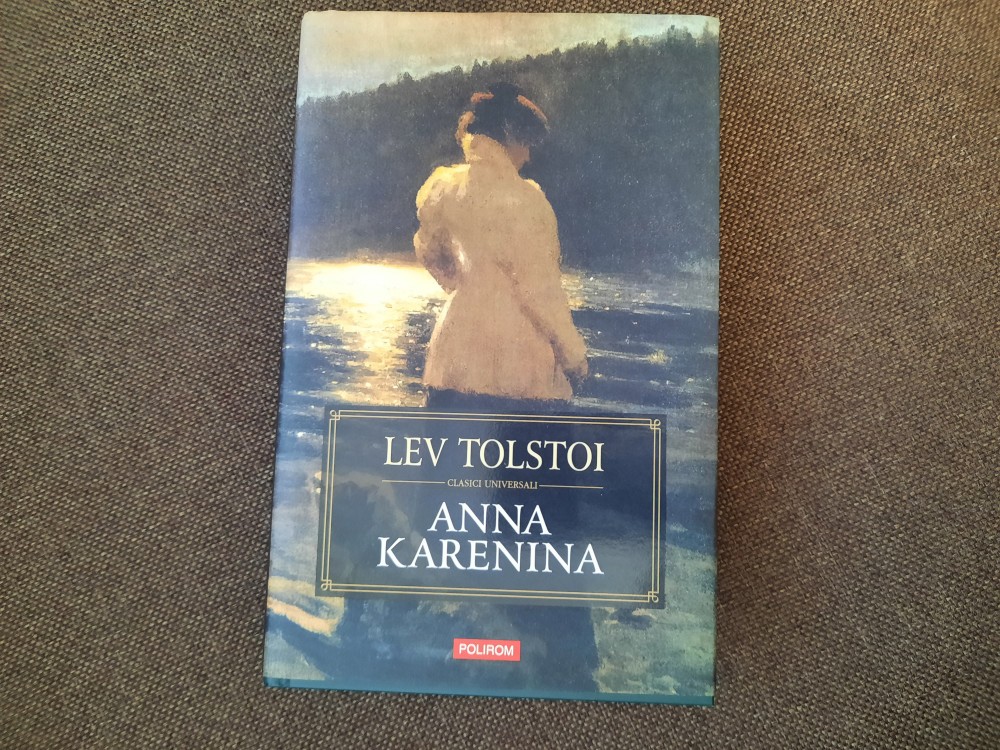 LEV TOLSTOI
CLASICI UNIVERSALI
ANNA
KARENINA
POLIROM